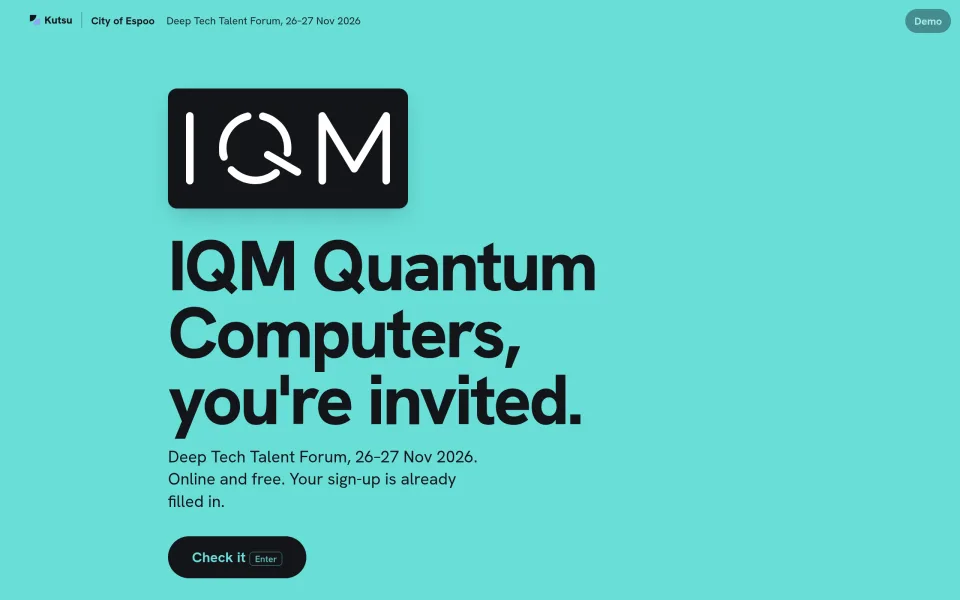 Kutsu
City of Espoo
Deep Tech Talent Forum, 26–27 Nov 2026
Demo
IQM
IQM Quantum
Computers,
you're invited.
Deep Tech Talent Forum, 26–27 Nov 2026.
Online and free. Your sign-up is already
filled in.
Check it Enter